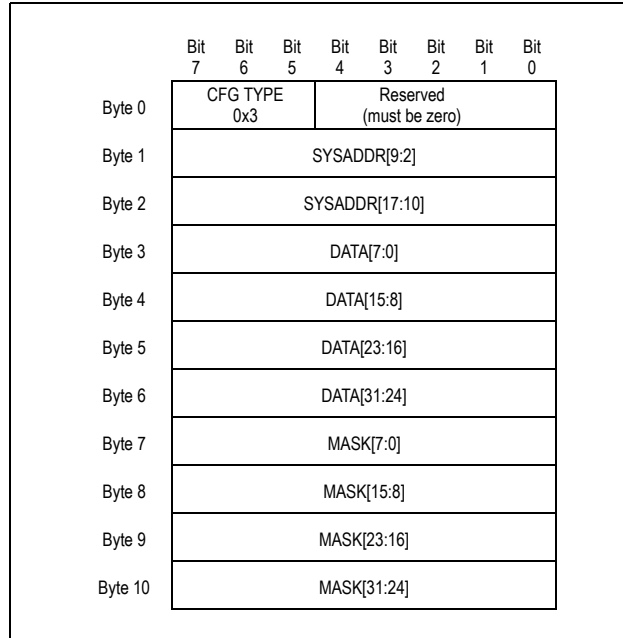 Bit Bit Bit Bit Bit Bit Bit Bit
7 6 5 4 3 2 1 0
Byte 0 CFG TYPE 0x3 Reserved (must be zero)
Byte 1 SYSADDR[9:2]
Byte 2 SYSADDR[17:10]
Byte 3 DATA[7:0]
Byte 4 DATA[15:8]
Byte 5 DATA[23:16]
Byte 6 DATA[31:24]
Byte 7 MASK[7:0]
Byte 8 MASK[15:8]
Byte 9 MASK[23:16]
Byte 10 MASK[31:24]